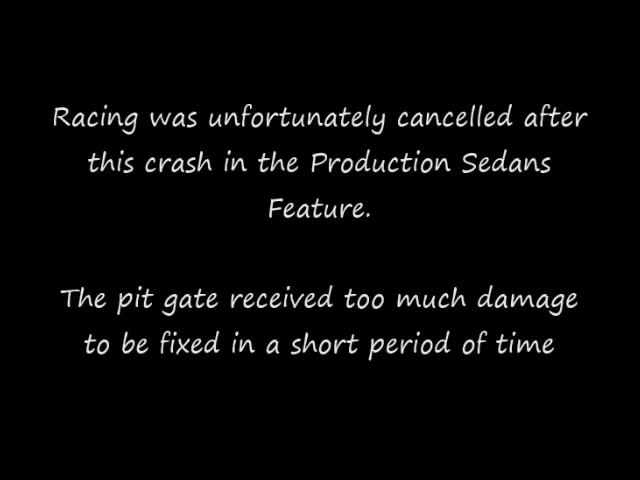 Racing was unfortunately cancelled after
this crash in the Production Sedans
Feature.
The pit gate received too much damage
to be fixed in a short period of time